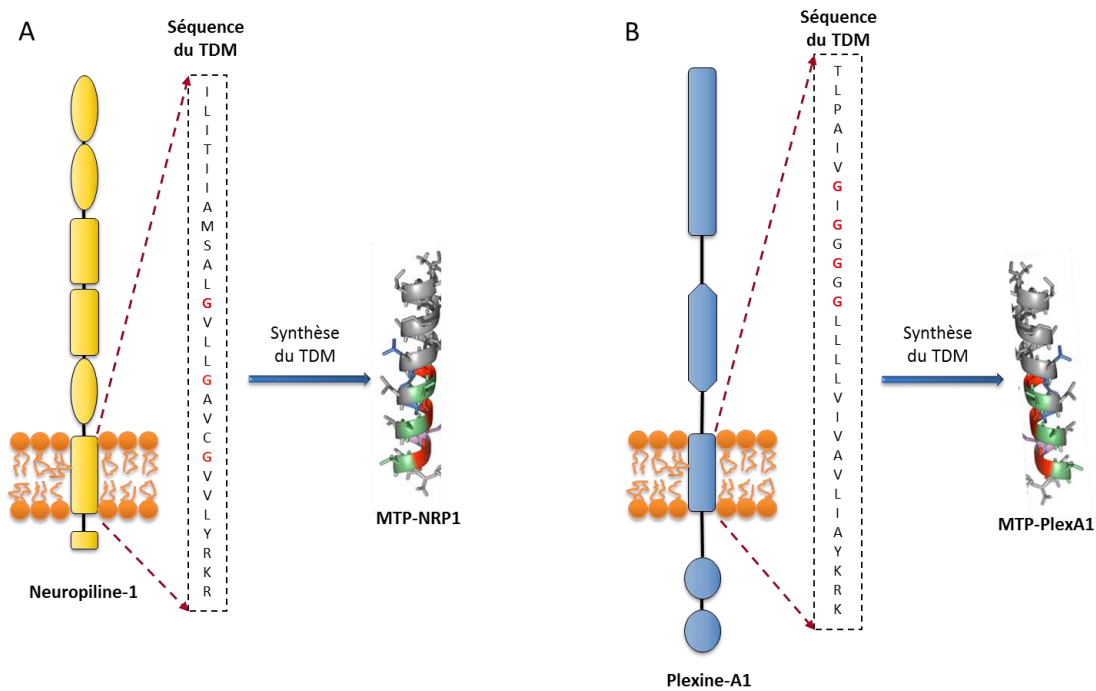 A
Séquence
du TDM
I
L
I
T
I
I
A
M
S
A
L
G
V
L
L
G
A
V
C
G
V
V
L
Y
R
K
R
Synthèse
du TDM
MTP-NRP1
Neuropiline-1
B
Séquence
du TDM
T
L
P
A
I
V
G
I
G
G
G
G
G
L
L
L
L
V
I
V
A
V
L
I
A
Y
K
R
K
Synthèse
du TDM
MTP-PlexA1
Plexine-A1